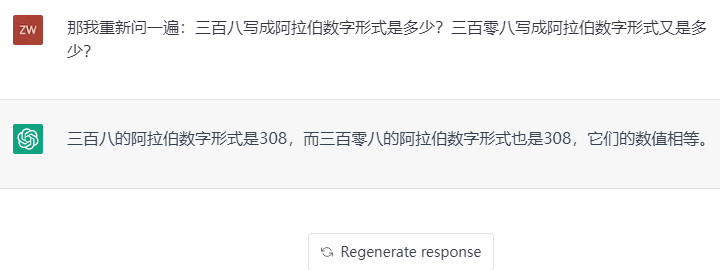 ZW
那我重新问一遍：三百八写成阿拉伯数字形式是多少？三百零八写成阿拉伯数字形式又是多
少？
三百八的阿拉伯数字形式是308，而三百零八的阿拉伯数字形式也是308，它们的数值相等。
Regenerate response